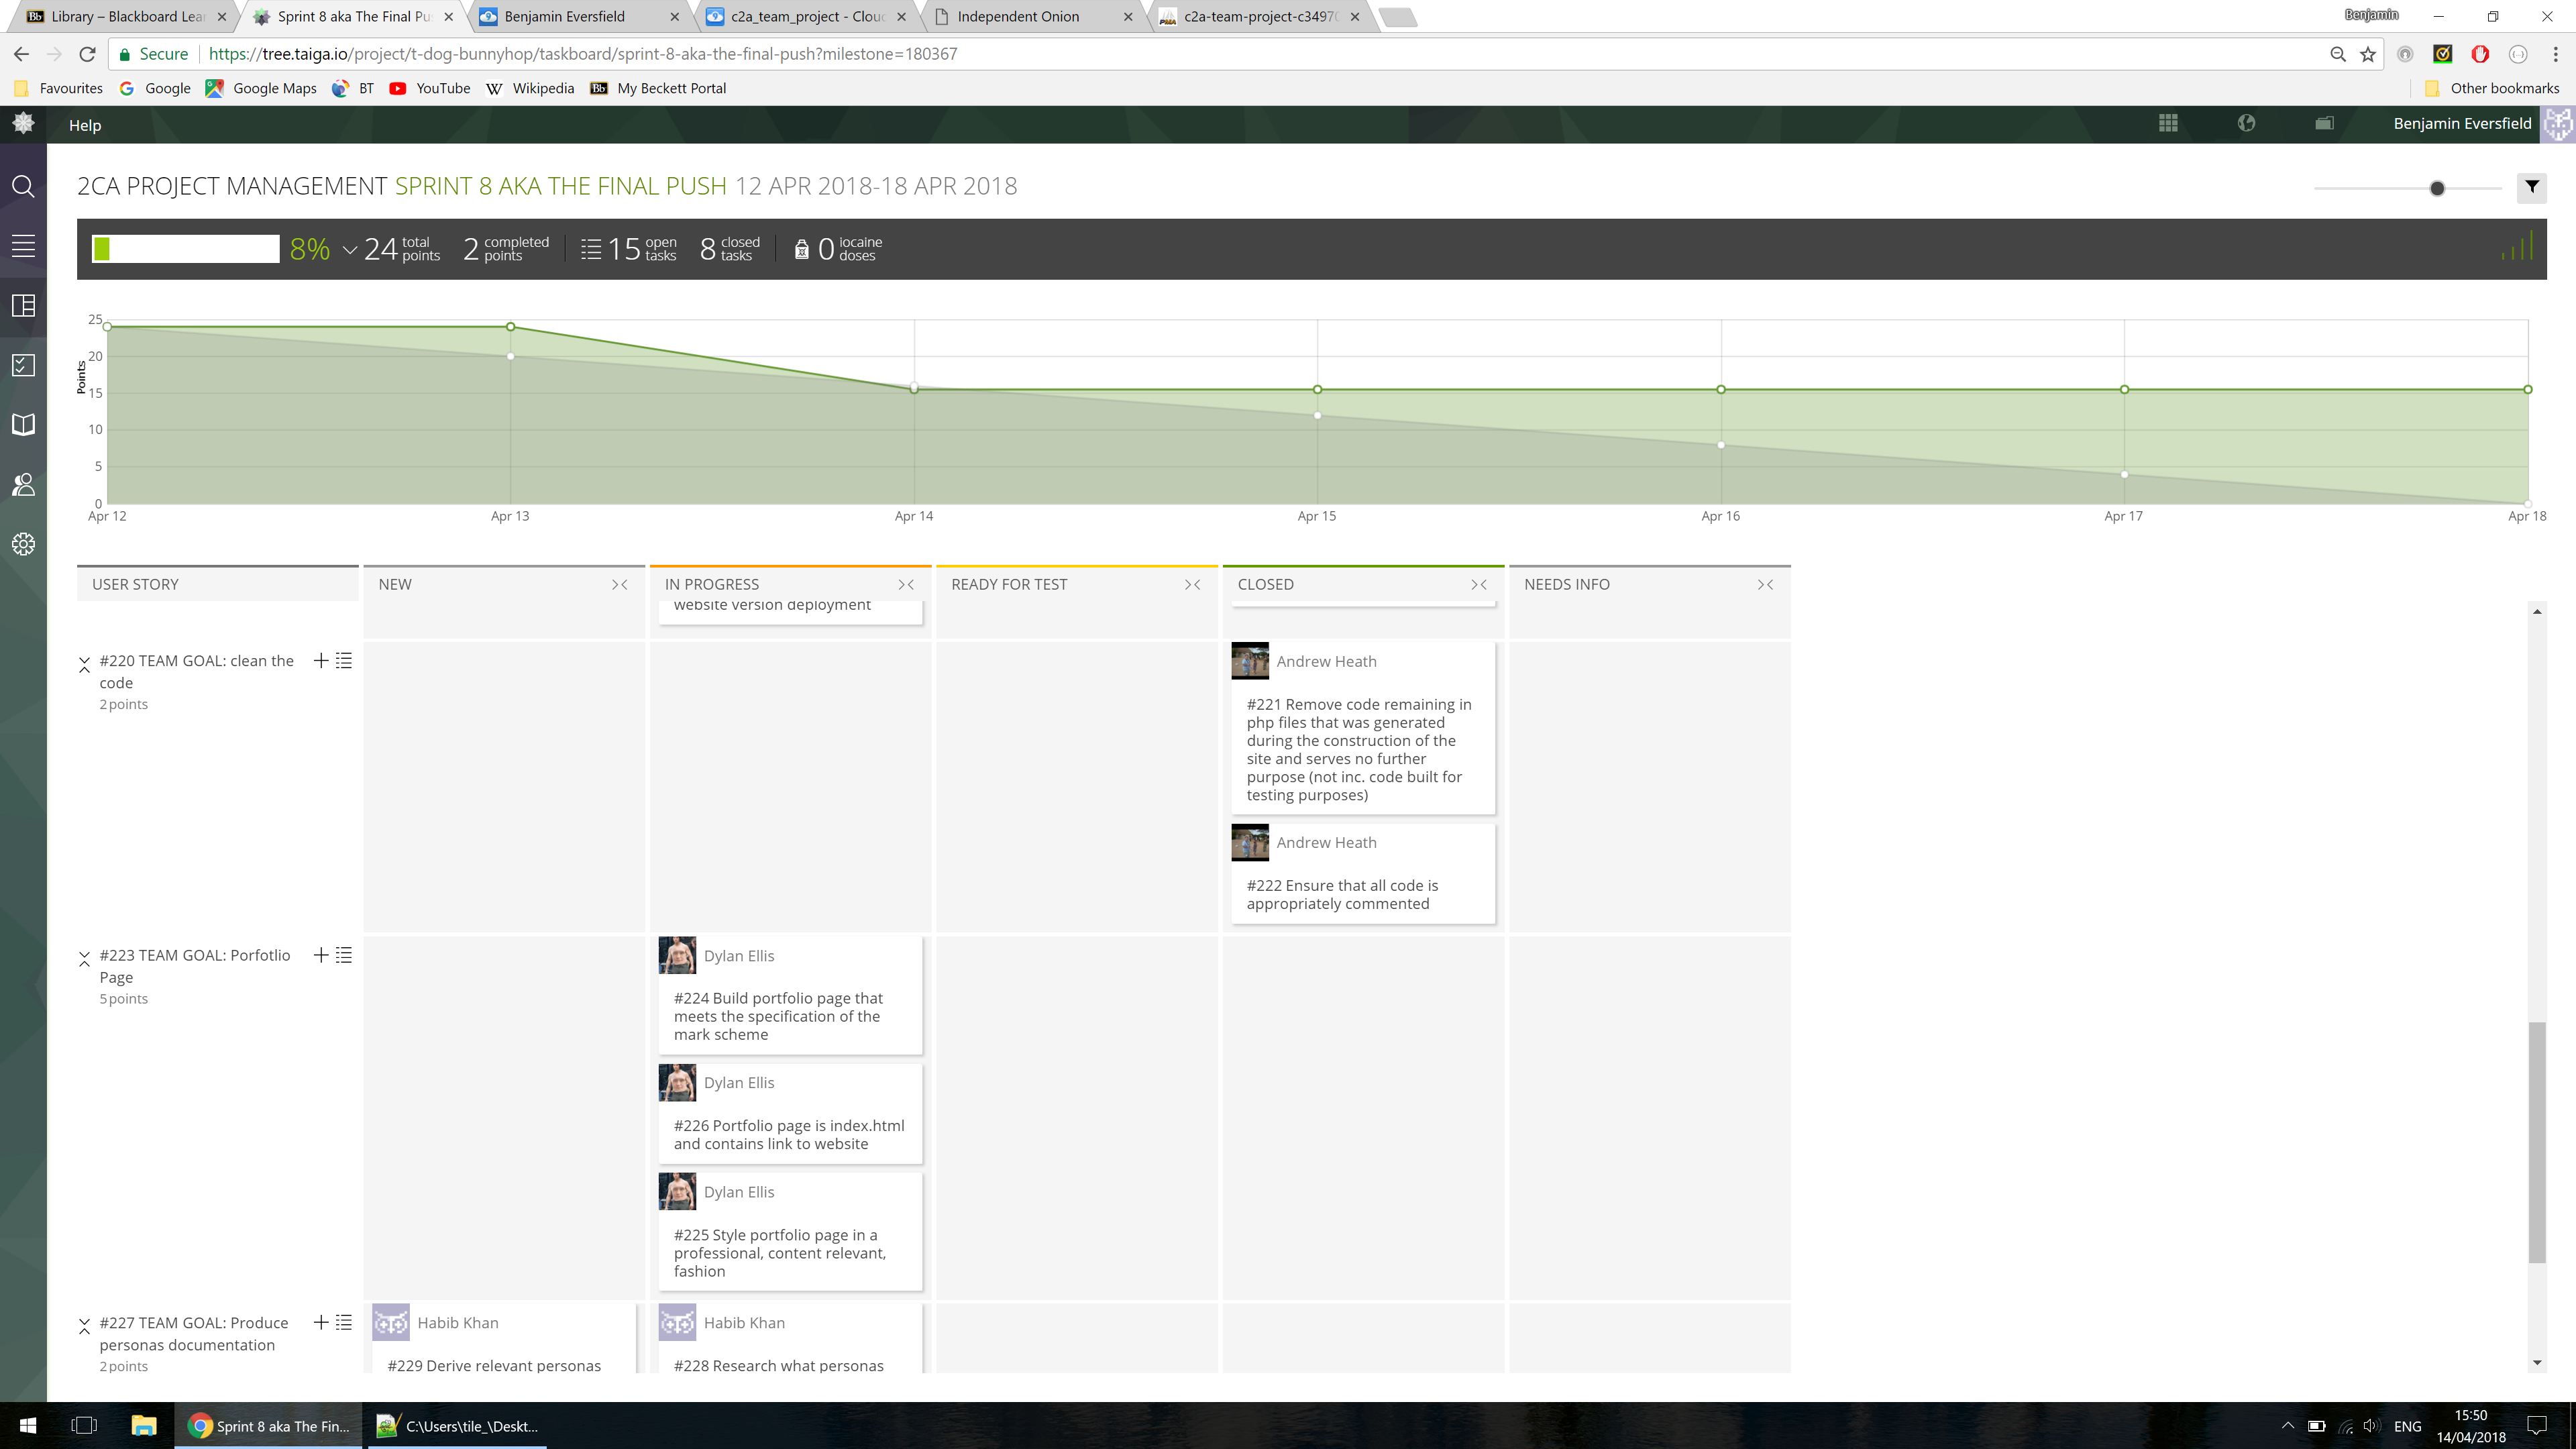 Library – Blackboard Lea
Sprint 8 aka The Final Pu
Benjamin Eversfield
c2a_team_project - Clou
Independent Onion
c2a-team-project-c3497
Benjamin
Secure
https://tree.taiga.io/project/t-dog-bunnyhop/taskboard/sprint-8-aka-the-final-push?milestone=180367
Favourites
Google
Google Maps
BT
YouTube
Wikipedia
My Beckett Portal
Other bookmarks
Help
Benjamin Eversfield
2CA PROJECT MANAGEMENT SPRINT 8 AKA THE FINAL PUSH 12 APR 2018-18 APR 2018
8%
24 total points
2 completed points
15 open tasks
8 closed tasks
0 iocaine doses
Points
25
20
15
10
5
0
Apr 12
Apr 13
Apr 14
Apr 15
Apr 16
Apr 17
Apr 18
USER STORY
NEW
IN PROGRESS
READY FOR TEST
CLOSED
NEEDS INFO
website version deployment
#220 TEAM GOAL: clean the
code
2 points
Andrew Heath
#221 Remove code remaining in
php files that was generated
during the construction of the
site and serves no further
purpose (not inc. code built for
testing purposes)
Andrew Heath
#222 Ensure that all code is
appropriately commented
#223 TEAM GOAL: Porfotlio
Page
5 points
Dylan Ellis
#224 Build portfolio page that
meets the specification of the
mark scheme
Dylan Ellis
#226 Portfolio page is index.html
and contains link to website
Dylan Ellis
#225 Style portfolio page in a
professional, content relevant,
fashion
#227 TEAM GOAL: Produce
personas documentation
2 points
Habib Khan
#229 Derive relevant personas
Habib Khan
#228 Research what personas
Sprint 8 aka The Fin...
C:\Users\tile_\Deskt...
ENG
15:50
14/04/2018